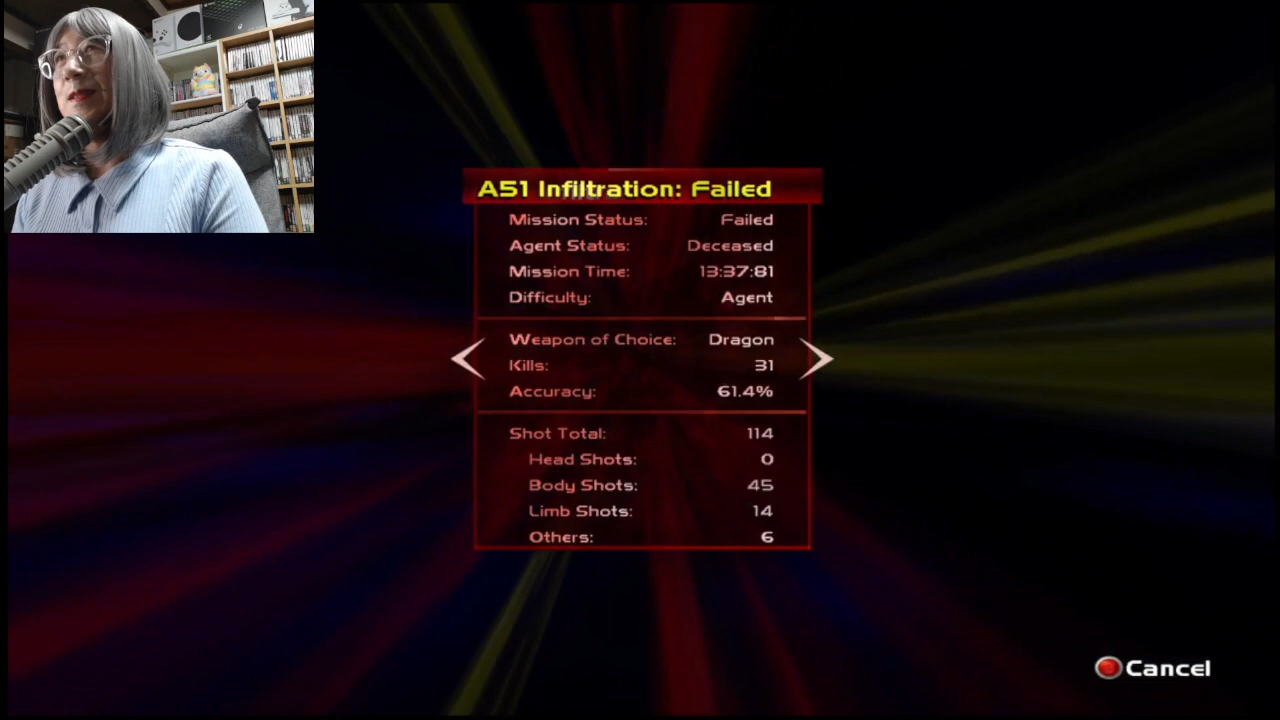 A51 Infiltration: Failed
Mission Status: Failed
Agent Status: Deceased
Mission Time: 13:37:81
Difficulty: Agent
Weapon of Choice: Dragon
Kills: 31
Accuracy: 61.4%
Shot Total: 114
Head Shots: 0
Body Shots: 45
Limb Shots: 14
Others: 6
Cancel